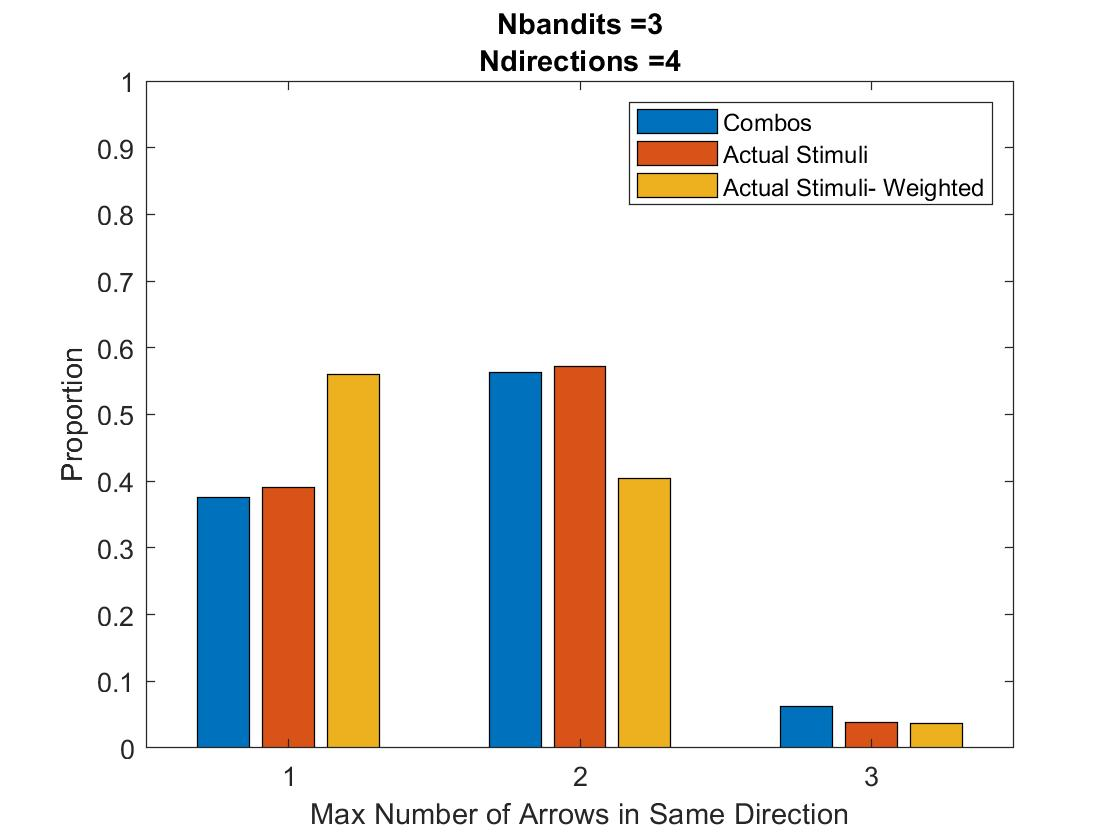 Nbandits =3
Ndirections =4
1
0.9
0.8
0.7
0.6
0.5
0.4
0.3
0.2
0.1
0
Proportion
Combos
Actual Stimuli
Actual Stimuli- Weighted
1 2 3
Max Number of Arrows in Same Direction